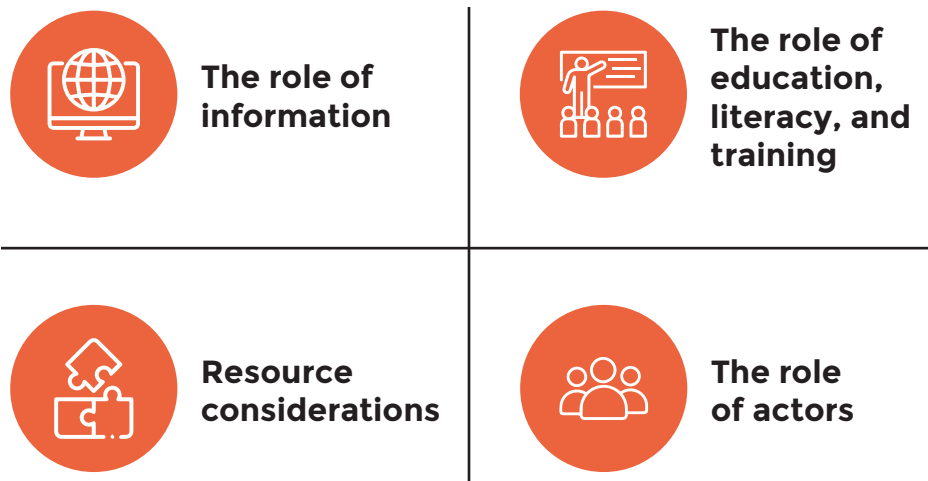 The role of
information
The role of
education,
literacy, and
training
Resource
considerations
The role
of actors